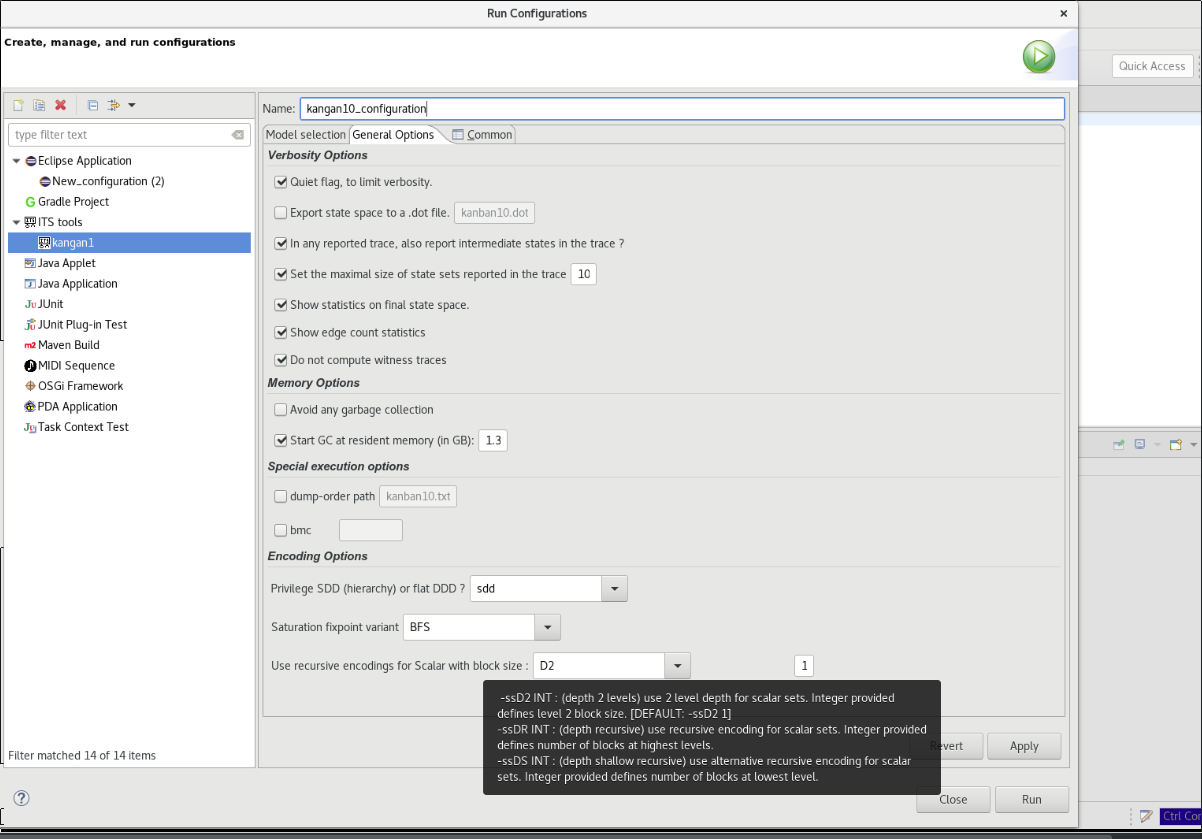 Run Configurations
×
Create, manage, and run configurations
Quick Access
Name: kangan10_configuration
type filter text
Model selection General Options Common
Verbosity Options
Eclipse Application
New_configuration (2)
Gradle Project
ITS tools
kangan1
Java Applet
Java Application
JUnit
JUnit Plug-in Test
Maven Build
MIDI Sequence
OSGi Framework
PDA Application
Task Context Test
Filter matched 14 of 14 items
Quiet flag, to limit verbosity.
Export state space to a .dot file. kanban10.dot
In any reported trace, also report intermediate states in the trace ?
Set the maximal size of state sets reported in the trace 10
Show statistics on final state space.
Show edge count statistics
Do not compute witness traces
Memory Options
Avoid any garbage collection
Start GC at resident memory (in GB): 1.3
Special execution options
dump-order path kanban10.txt
bmc
Encoding Options
Privilege SDD (hierarchy) or flat DDD ? sdd
Saturation fixpoint variant BFS
Use recursive encodings for Scalar with block size : D2 1
-ssD2 INT : (depth 2 levels) use 2 level depth for scalar sets. Integer provided
defines level 2 block size. [DEFAULT: -ssD2 1]
-ssDR INT : (depth recursive) use recursive encoding for scalar sets. Integer provided
defines number of blocks at highest levels.
-ssDS INT : (depth shallow recursive) use alternative recursive encoding for scalar
sets. Integer provided defines number of blocks at lowest level.
Revert Apply
? Close Run
Ctrl Co